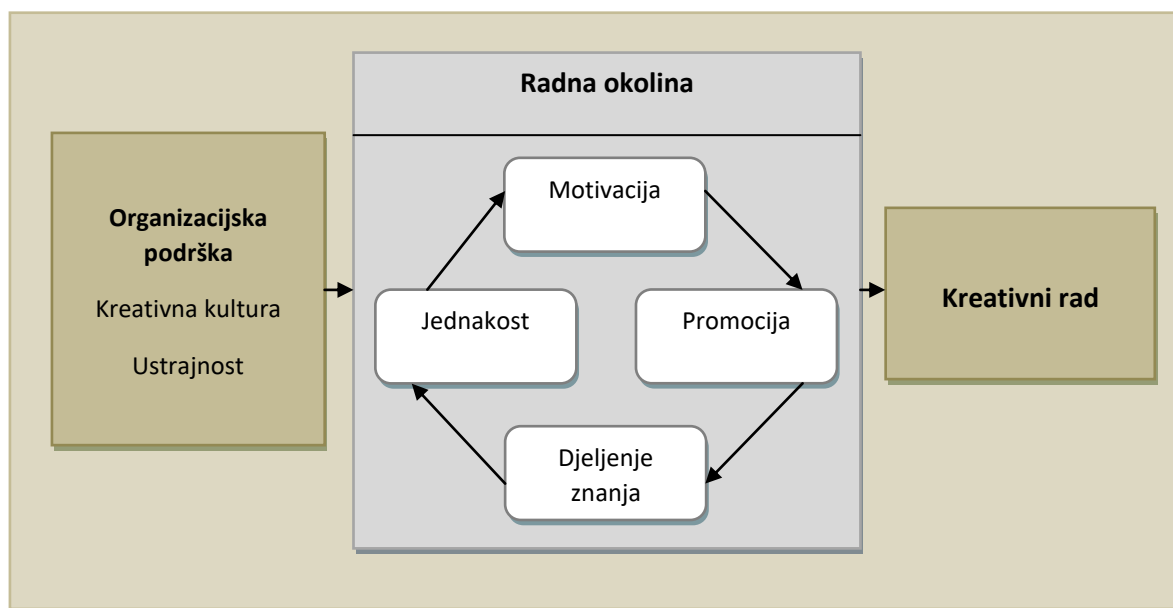 Radna okolina
Organizacijska
podrška
Kreativna kultura
Ustrajnost
Motivacija
Jednakost
Promocija
Djeljenje
znanja
Kreativni rad